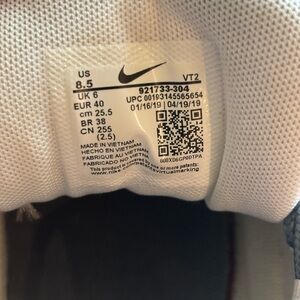 US
8.5
VT2
UK 6
921733-304
EUR 40
UPC 00193145565654
cm 25.5
01/16/19 | 04/19/19
BR 38
CN 255
(2.5)
MADE IN VIETNAM
HECHO EN VIETNAM
FABRIQUE AU VIETNAM
FABRICADO NO VIETNAM